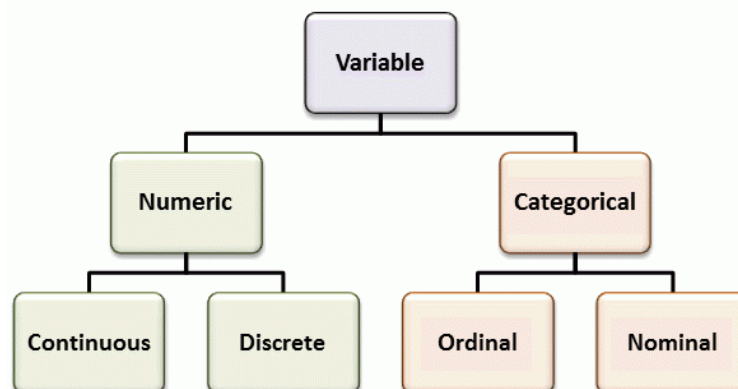 Variable
Numeric
Categorical
Continuous
Discrete
Ordinal
Nominal